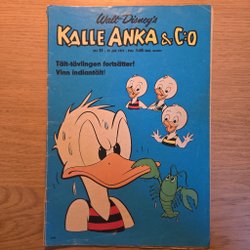 Walt Disney's
KALLE ANKA & C:O
Tält-tävlingen fortsätter!
Vinn indiantält!